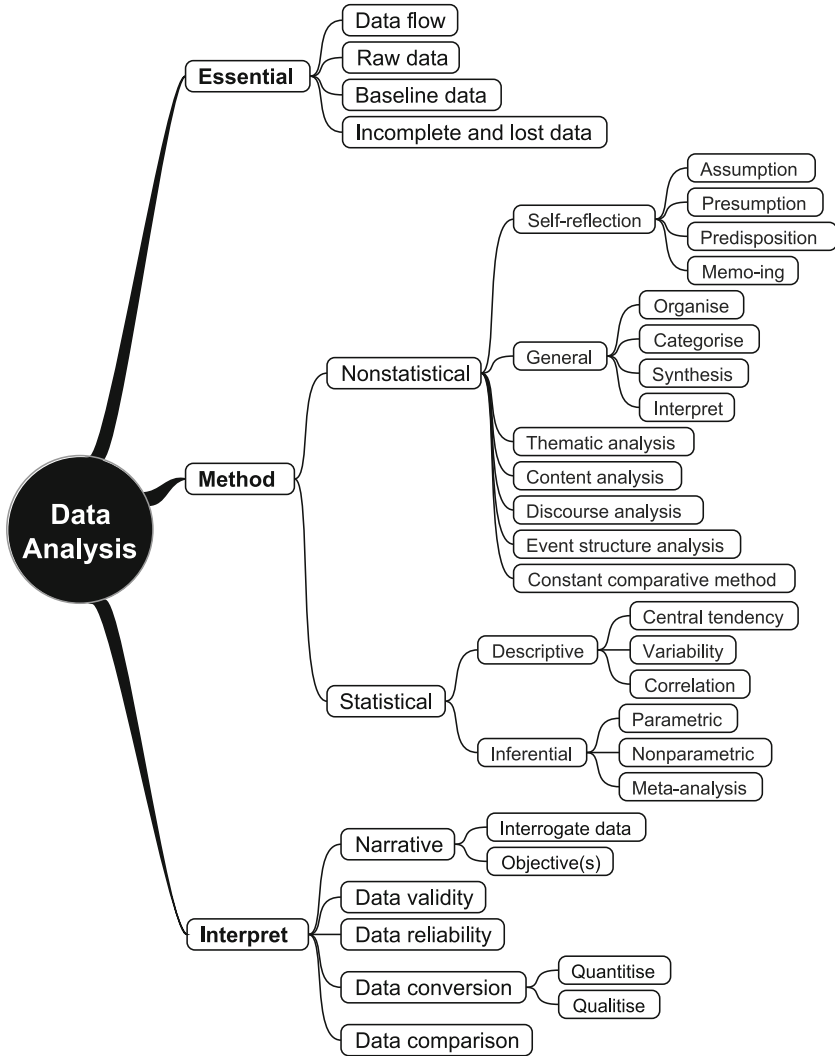 Data
Analysis
Essential
Data flow
Raw data
Baseline data
Incomplete and lost data
Method
Nonstatistical
Self-reflection
Assumption
Presumption
Predisposition
Memo-ing
General
Organise
Categorise
Synthesis
Interpret
Thematic analysis
Content analysis
Discourse analysis
Event structure analysis
Constant comparative method
Statistical
Descriptive
Central tendency
Variability
Correlation
Inferential
Parametric
Nonparametric
Meta-analysis
Interpret
Narrative
Interrogate data
Objective(s)
Data validity
Data reliability
Data conversion
Quantitise
Qualitise
Data comparison